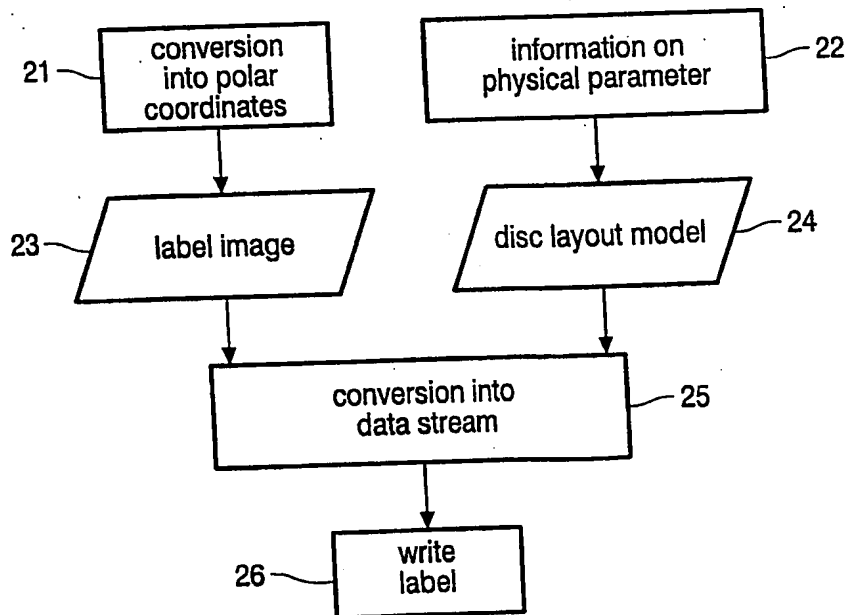 21
conversion
into polar
coordinates
information on
physical parameter
22
23
label image
disc layout model
24
conversion into
data stream
25
26
write
label